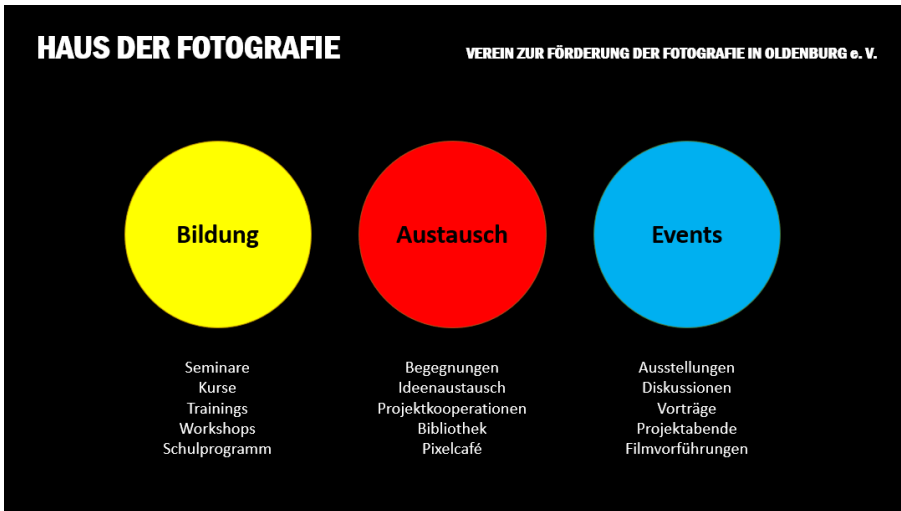 HAUS DER FOTOGRAFIE
VEREIN ZUR FÖRDERUNG DER FOTOGRAFIE IN OLDENBURG e. V.
Bildung
Austausch
Events
Seminare
Kurse
Trainings
Workshops
Schulprogramm
Begegnungen
Ideenaustausch
Projektkooperationen
Bibliothek
Pixelcafé
Ausstellungen
Diskussionen
Vorträge
Projektabende
Filmvorführungen